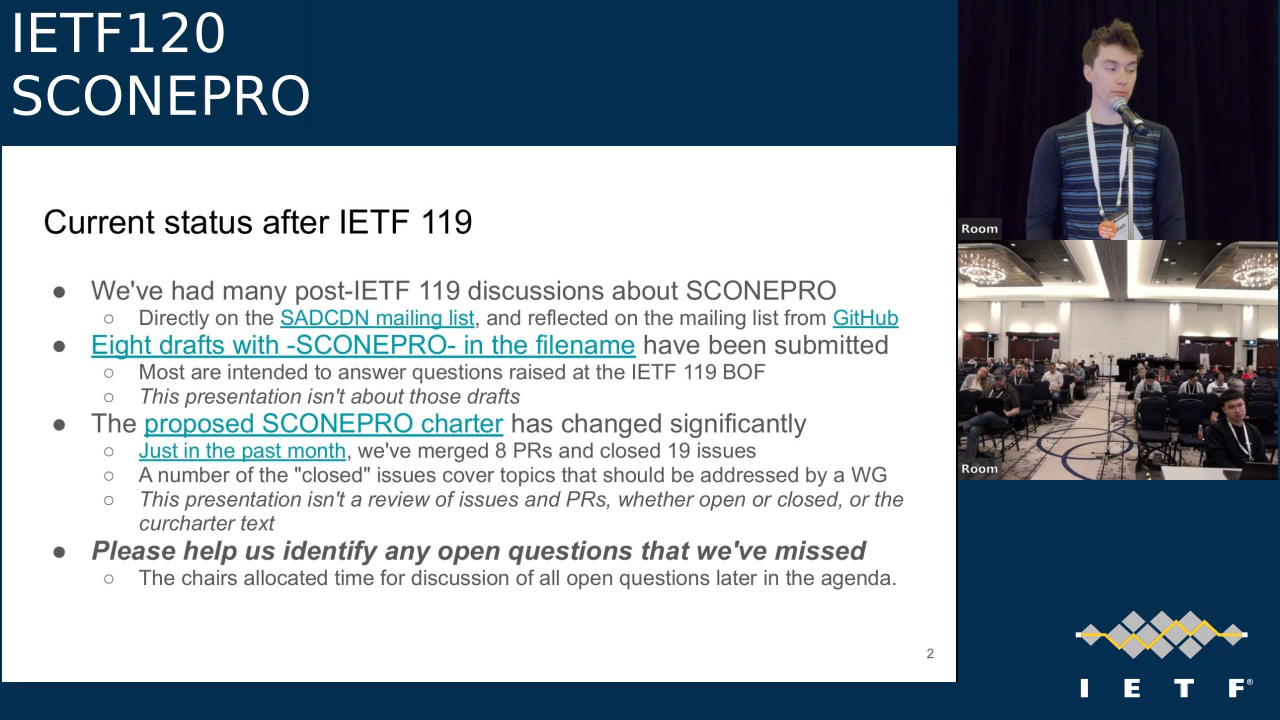 IETF120
SCONEPRO
Current status after IETF 119
● We've had many post-IETF 119 discussions about SCONEPRO
○ Directly on the SADCDN mailing list, and reflected on the mailing list from GitHub
● Eight drafts with -SCONEPRO- in the filename have been submitted
○ Most are intended to answer questions raised at the IETF 119 BOF
○ This presentation isn't about those drafts
● The proposed SCONEPRO charter has changed significantly
○ Just in the past month, we've merged 8 PRs and closed 19 issues
○ A number of the "closed" issues cover topics that should be addressed by a WG
○ This presentation isn't a review of issues and PRs, whether open or closed, or the
curcharter text
● Please help us identify any open questions that we've missed
○ The chairs allocated time for discussion of all open questions later in the agenda.
2
Room
Room
I E T F®